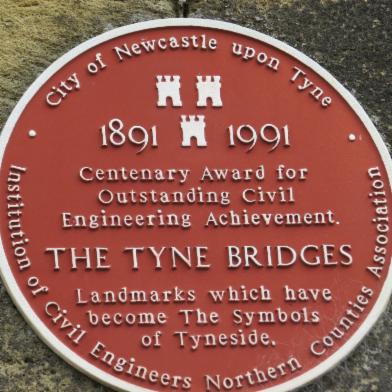 City of Newcastle upon Tyne
1891 1991
Centenary Award for
Outstanding Civil
Engineering Achievement.
THE TYNE BRIDGES
Landmarks which have
become The Symbols
of Tyneside.
Institution of Civil Engineers Northern Counties Association